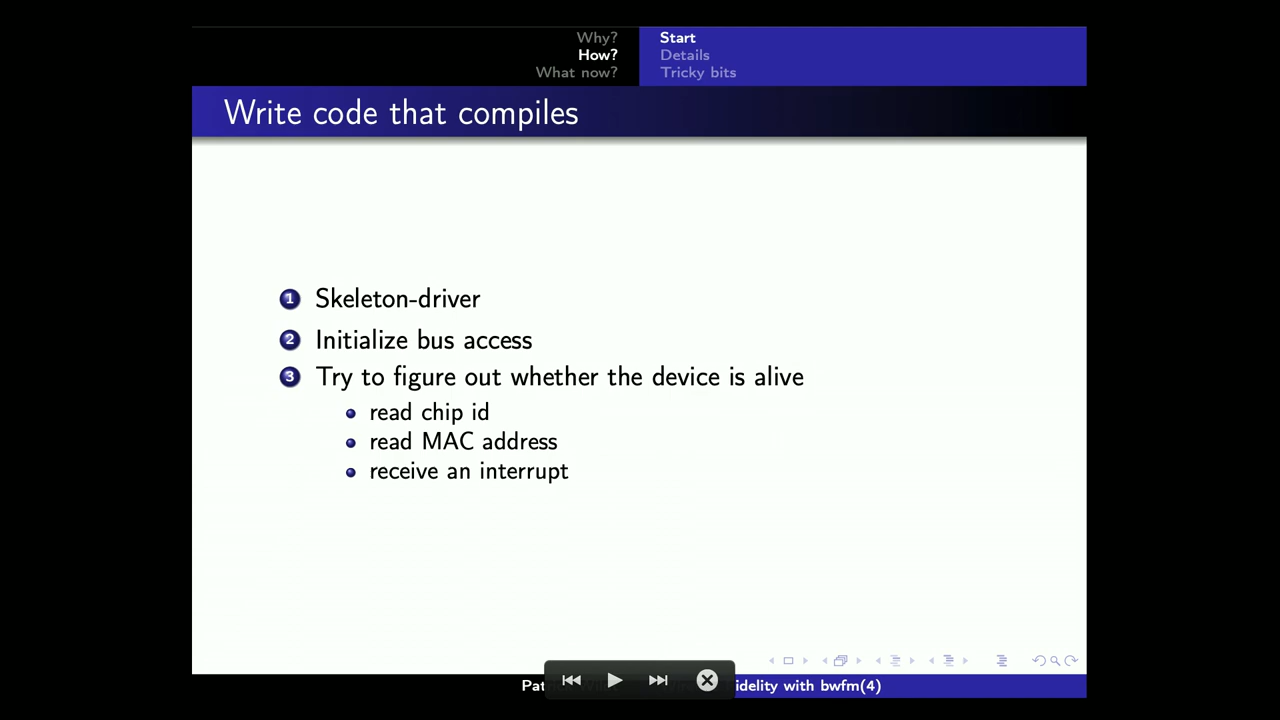 Why?
How?
What now?
Start
Details
Tricky bits
Write code that compiles
1 Skeleton-driver
2 Initialize bus access
3 Try to figure out whether the device is alive
read chip id
read MAC address
receive an interrupt
idelity with bwfm(4)